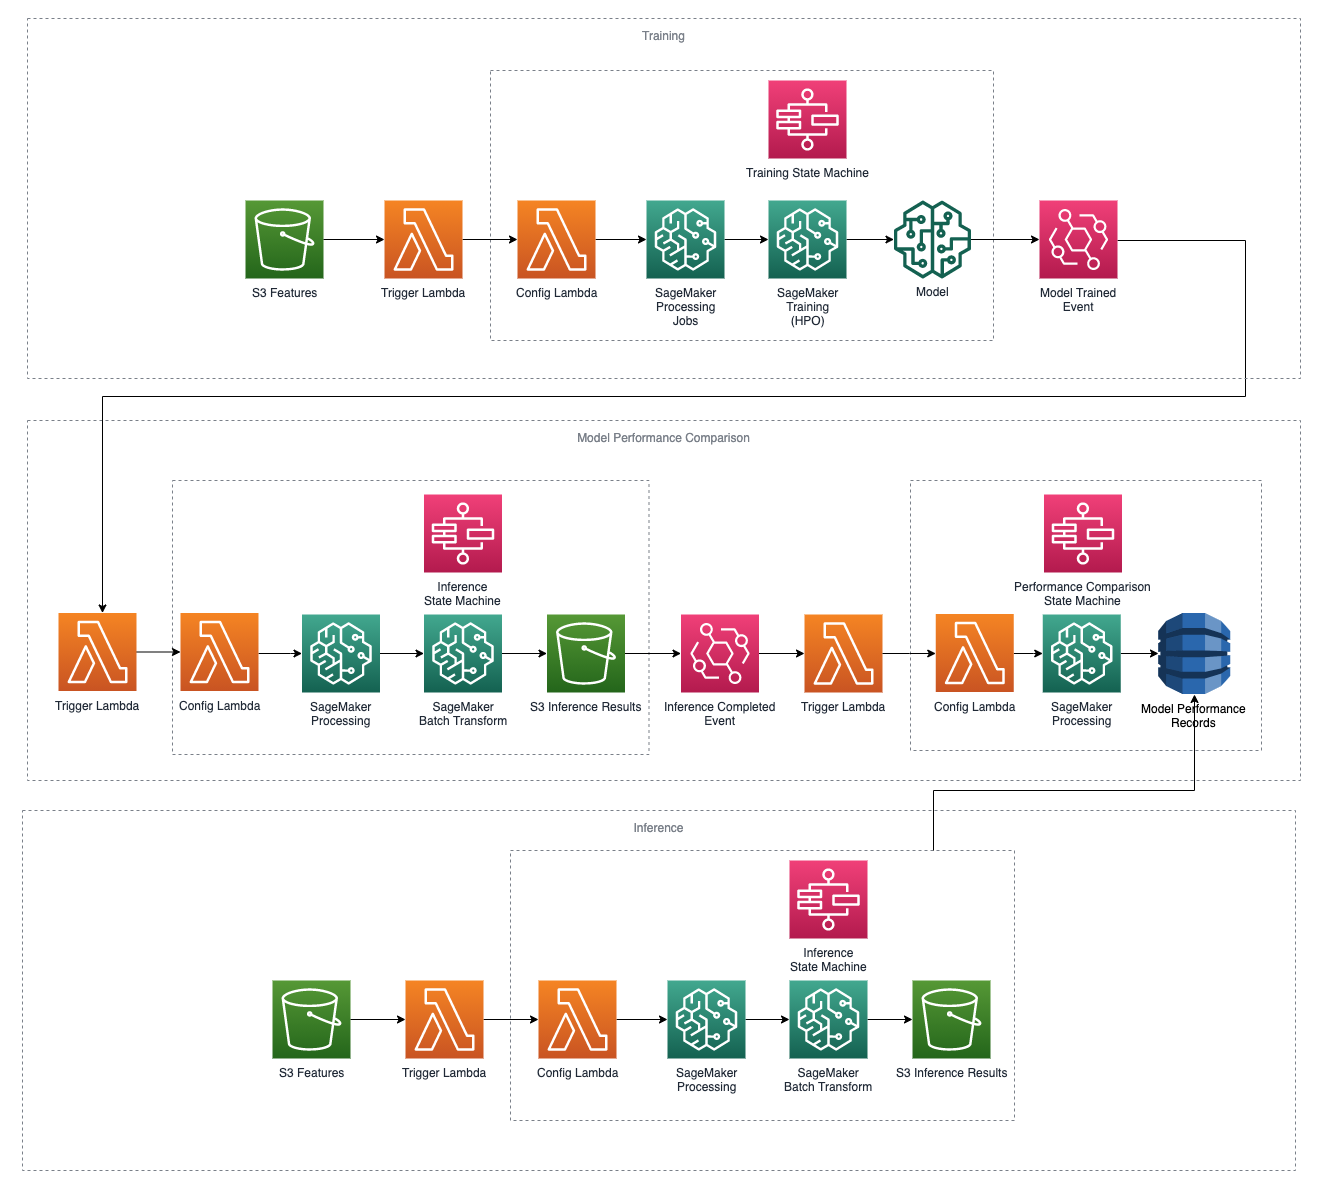 Training
Training State Machine
S3 Features
Trigger Lambda
Config Lambda
SageMaker
Processing
Jobs
SageMaker
Training
(HPO)
Model
Model Trained
Event
Model Performance Comparison
Inference
State Machine
Performance Comparison
State Machine
Trigger Lambda
Config Lambda
SageMaker
Processing
SageMaker
Batch Transform
S3 Inference Results
Inference Completed
Event
Trigger Lambda
Config Lambda
SageMaker
Processing
Model Performance
Records
Inference
Inference
State Machine
S3 Features
Trigger Lambda
Config Lambda
SageMaker
Processing
SageMaker
Batch Transform
S3 Inference Results